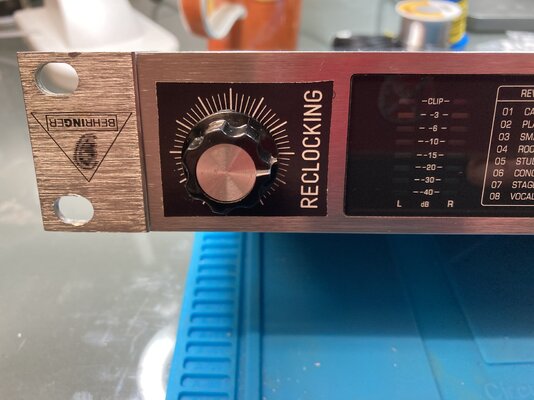 BEHRINGER
RECLOCKING
-CLIP-
--3--
--6--
--10--
--15--
--20--
--30--
--40--
L dB R
01
02
03
04
05
06
07
08 VOCAL